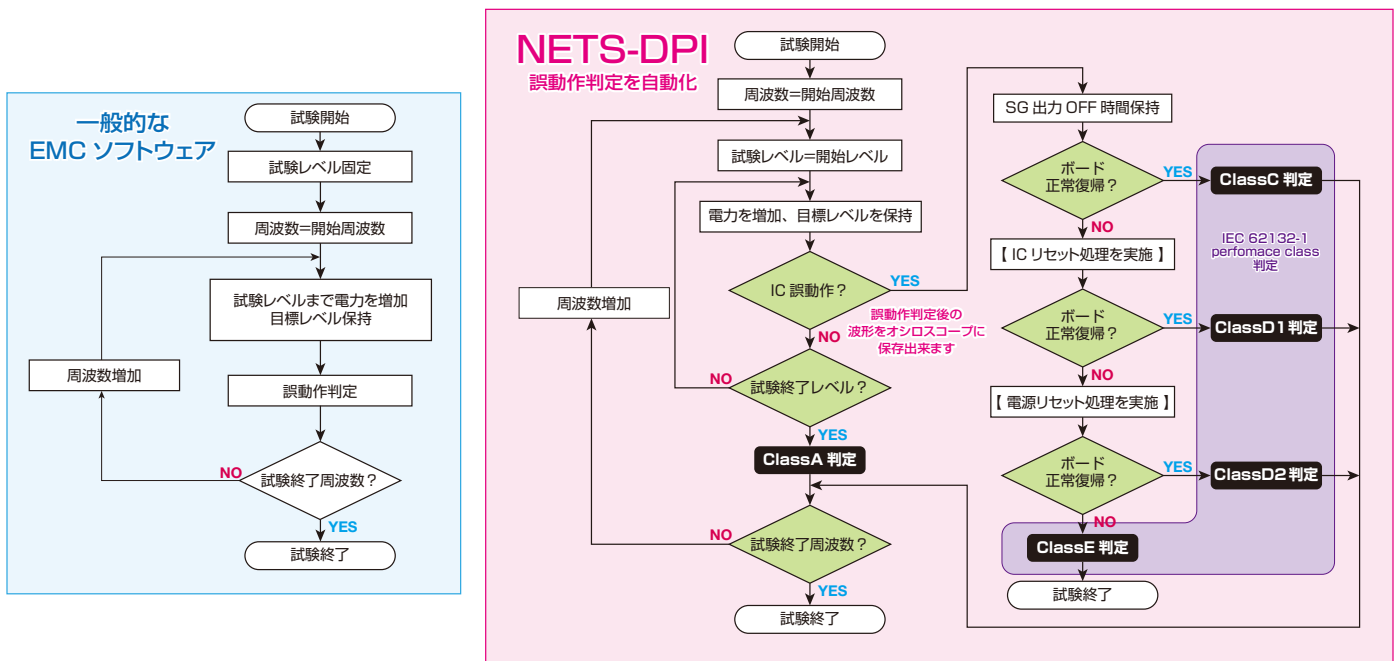 一般的な
EMC ソフトウェア
試験開始
試験レベル固定
周波数=開始周波数
試験レベルまで電力を増加
目標レベル保持
周波数増加
誤動作判定
試験終了周波数？
NO
YES
試験終了
NETS-DPI
誤動作判定を自動化
試験開始
周波数=開始周波数
試験レベル=開始レベル
電力を増加、目標レベルを保持
周波数増加
IC 誤動作？
YES
誤動作判定後の
波形をオシロスコープに
保存出来ます
NO
試験終了レベル？
NO
YES
ClassA 判定
試験終了周波数？
NO
YES
試験終了
SG 出力 OFF 時間保持
ボード
正常復帰？
YES
ClassC 判定
NO
IEC 62132-1
perfomace class
判定
【 IC リセット処理を実施 】
ボード
正常復帰？
YES
ClassD1 判定
NO
【 電源リセット処理を実施 】
ボード
正常復帰？
YES
ClassD2 判定
NO
ClassE 判定
試験終了